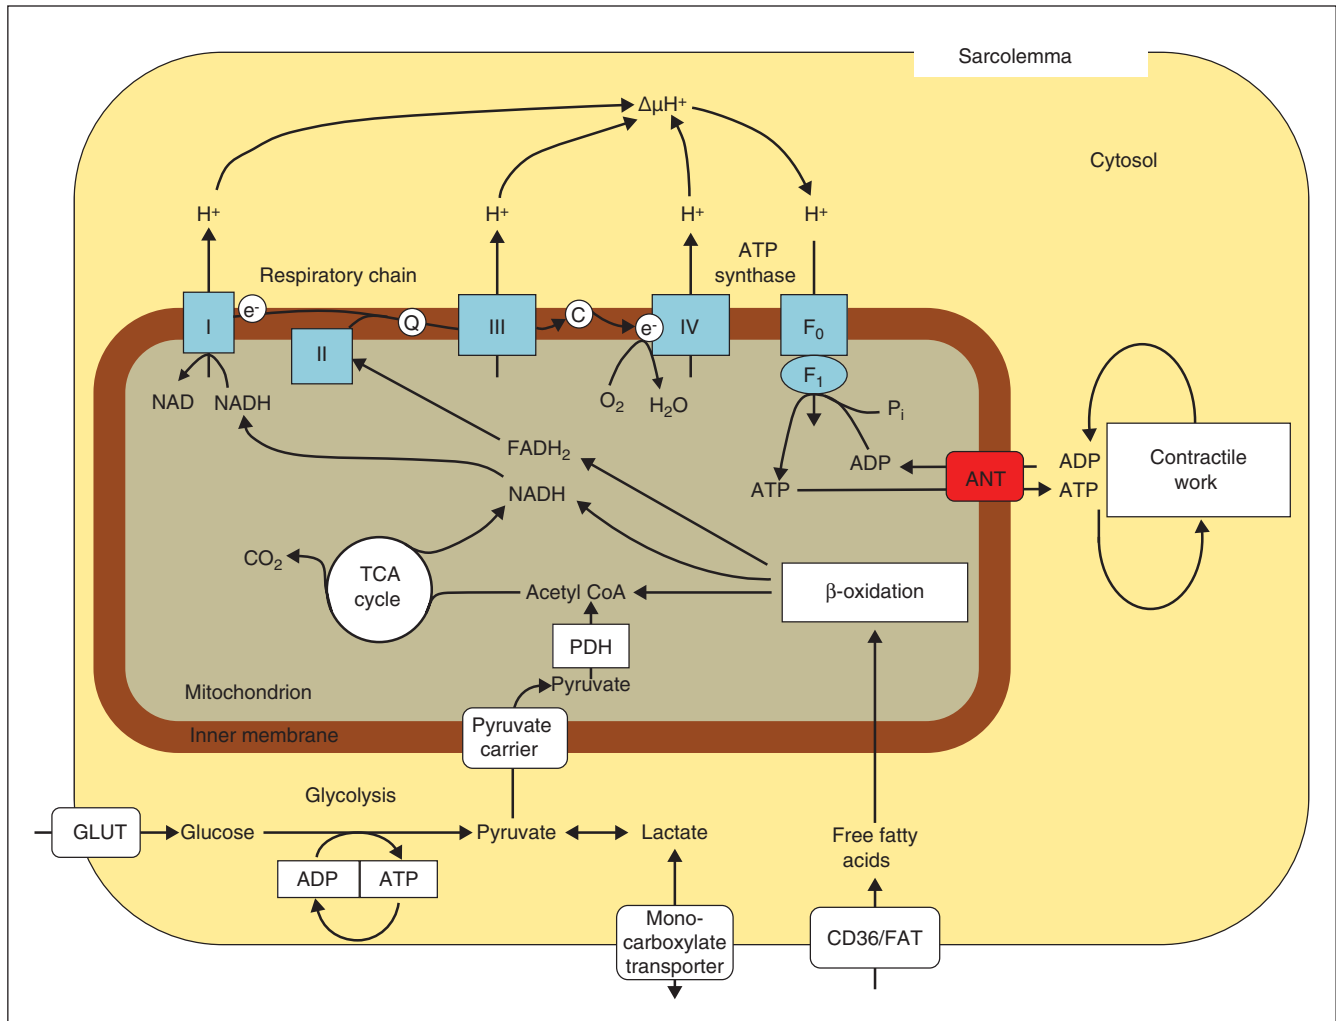 Sarcolemma
ΔμH⁺
Cytosol
H⁺
H⁺
H⁺
H⁺
ATP
synthase
Respiratory chain
I
e⁻
II
Q
III
C
e⁻
IV
F₀
F₁
NAD
NADH
O₂
H₂O
Pᵢ
ADP
ATP
ANT
ADP
ATP
Contractile
work
FADH₂
NADH
CO₂
TCA
cycle
Acetyl CoA
β-oxidation
PDH
Pyruvate
Mitochondrion
Inner membrane
Pyruvate
carrier
Glycolysis
GLUT
Glucose
Pyruvate
Lactate
Free fatty
acids
ADP
ATP
Mono-
carboxylate
transporter
CD36/FAT